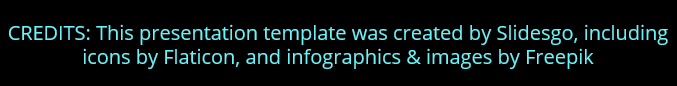 CREDITS: This presentation template was created by Slidesgo, including
icons by Flaticon, and infographics & images by Freepik